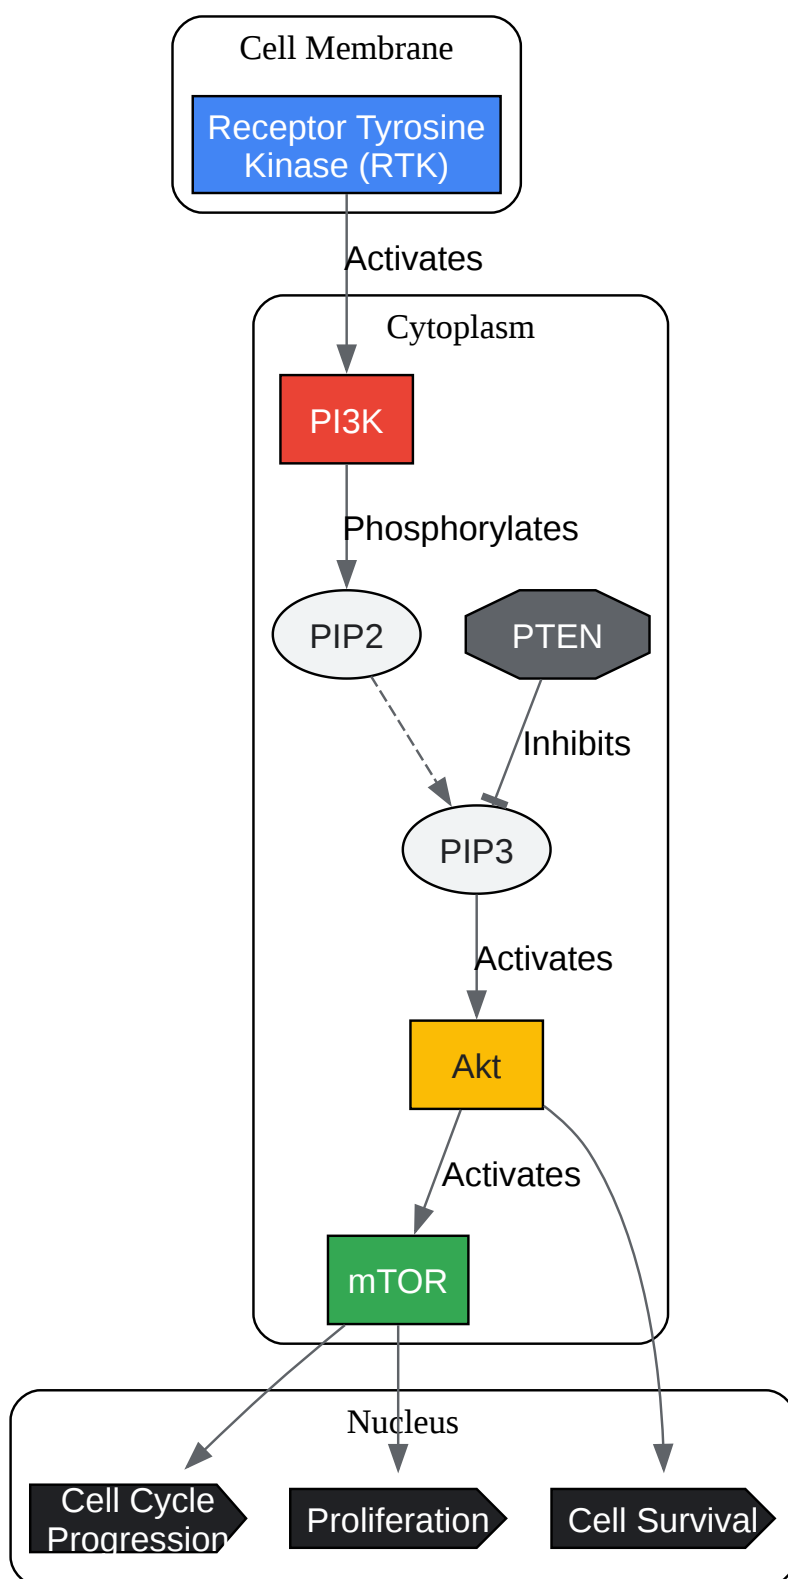 Cell Membrane
Receptor Tyrosine
Kinase (RTK)
Activates
Cytoplasm
PI3K
Phosphorylates
PIP2
PTEN
Inhibits
PIP3
Activates
Akt
Activates
mTOR
Nucleus
Cell Cycle
Progression
Proliferation
Cell Survival